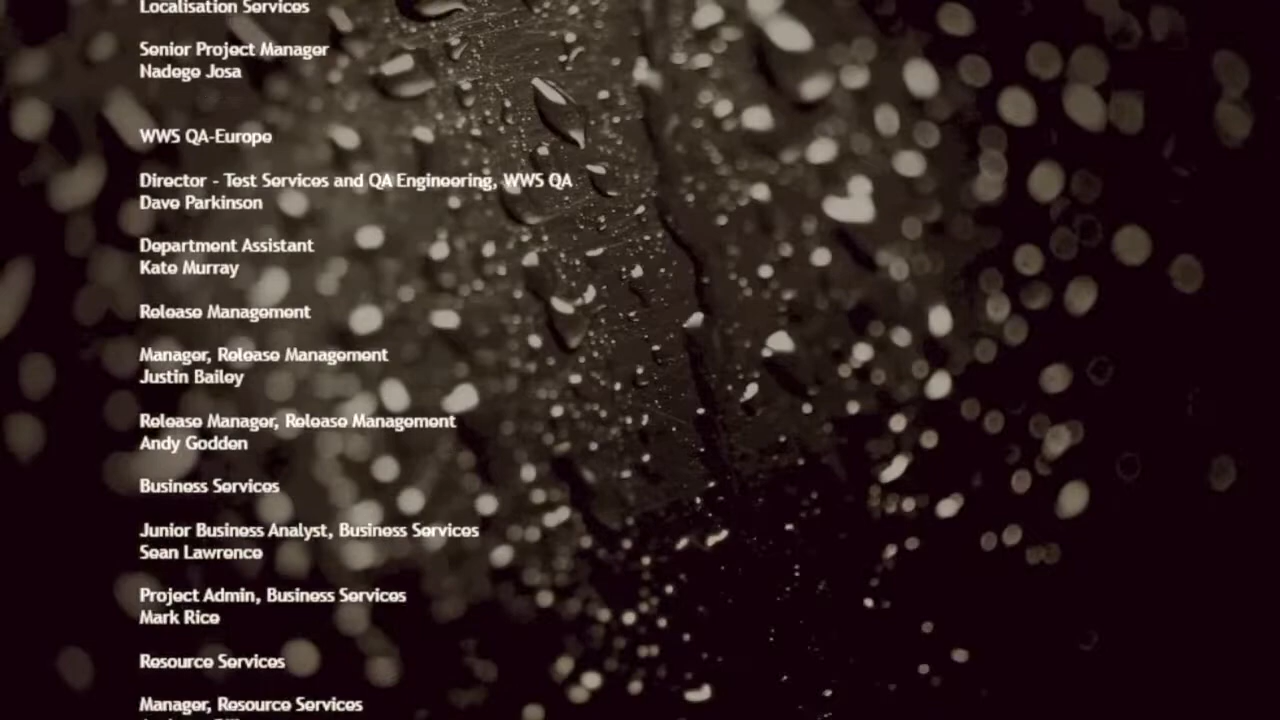 Localisation Services
Senior Project Manager
Nadege Josa
WWS QA-Europe
Director - Test Services and QA Engineering, WWS QA
Dave Parkinson
Department Assistant
Kate Murray
Release Management
Manager, Release Management
Justin Bailey
Release Manager, Release Management
Andy Godden
Business Services
Junior Business Analyst, Business Services
Sean Lawrence
Project Admin, Business Services
Mark Rice
Resource Services
Manager, Resource Services